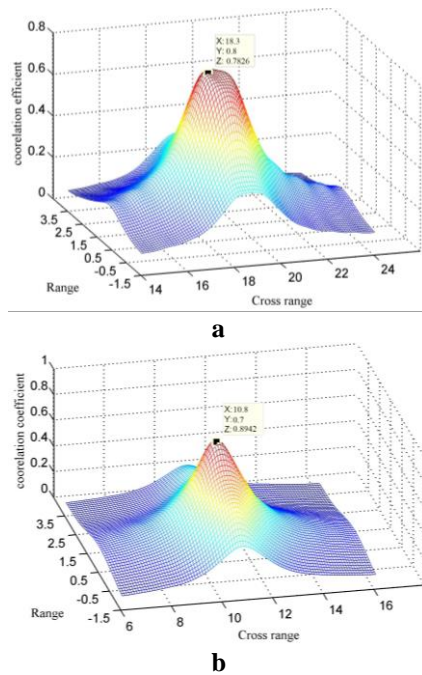 0.8
0.6
0.4
0.2
0
coorelation efficient
X: 18.3
Y: 0.8
Z: 0.7826
3.5
2.5
1.5
0.5
-0.5
-1.5
Range
14 16 18 20 22 24
Cross range
a
1
0.8
0.6
0.4
0.2
0
coorelation coefficient
X: 10.8
Y: 0.7
Z: 0.8942
3.5
2.5
1.5
0.5
-0.5
-1.5
Range
6 8 10 12 14 16
Cross range
b